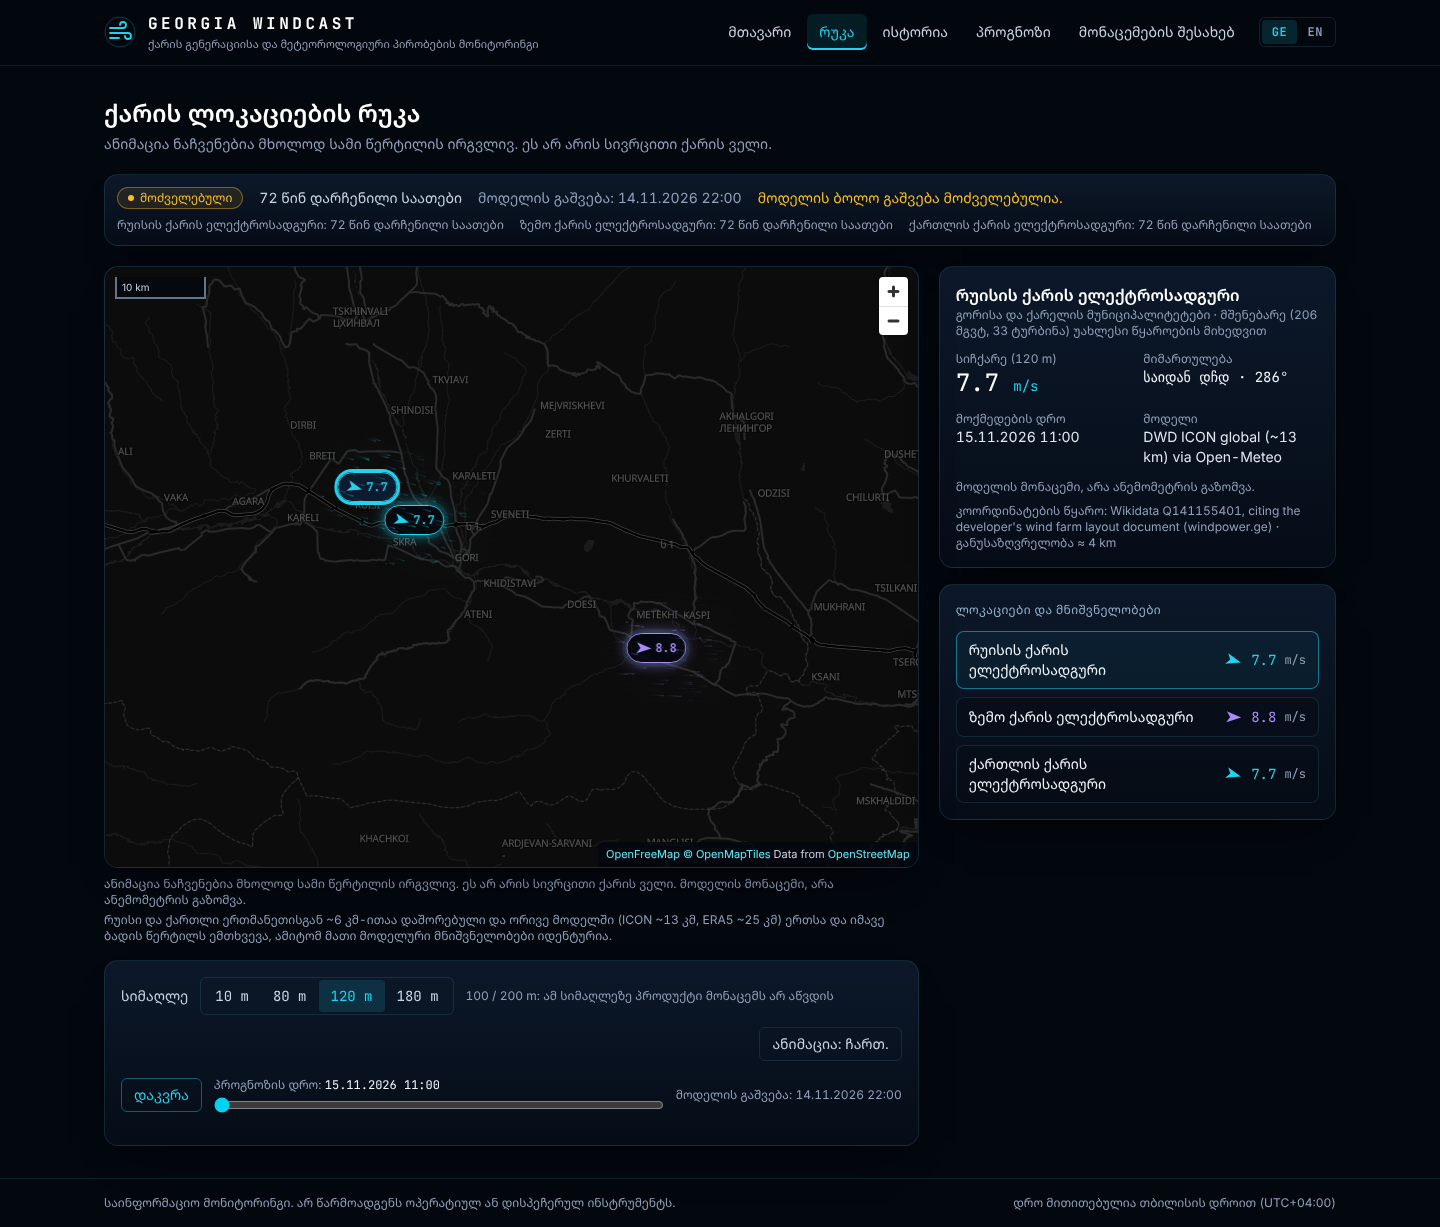 GEORGIA WINDCAST
ქარის გენერაციისა და მეტეოროლოგიური პირობების მონიტორინგი
მთავარი
რუკა
ისტორია
პროგნოზი
მონაცემების შესახებ
GE
EN
ქარის ლოკაციების რუკა
ანიმაცია ნაჩვენებია მხოლოდ სამი წერტილის ირგვლივ. ეს არ არის სივრცითი ქარის ველი.
მოძველებული
72 წინ დარჩენილი საათები
მოდელის გაშვება: 14.11.2026 22:00
მოდელის ბოლო გაშვება მოძველებულია.
რუისის ქარის ელექტროსადგური: 72 წინ დარჩენილი საათები
ზემო ქარის ელექტროსადგური: 72 წინ დარჩენილი საათები
ქართლის ქარის ელექტროსადგური: 72 წინ დარჩენილი საათები
10 km
TSKHINVALI
ЦХИНВАЛ
TKVIAVI
SHINDISI
MEJVRISKHEVI
AKHALGORI
ЛЕНИНГОР
DIRBI
ZERTI
ALI
BRETI
DUSHET
KARALETI
KHURVALETI
7.7
ODZISI
CHILURTI
VAKA
AGARA
RUISI
KARELI
7.7
SVENETI
ს 1
SKRA
ს 1
GORI
KHIDISTAVI
TSILKANI
DOESI
MUKHRANI
ATENI
METEKHI
KASPI
8.8
TSERO
KSANI
MTS
MSKHALDIDI
KHACHKOI
ARDJEVAN-SARVANI
MANGLISI
OpenFreeMap © OpenMapTiles Data from OpenStreetMap
რუისის ქარის ელექტროსადგური
გორისა და ქარელის მუნიციპალიტეტები · მშენებარე (206
მგვტ, 33 ტურბინა) უახლესი წყაროების მიხედვით
სიჩქარე (120 m)
7.7 m/s
მიმართულება
საიდან დჩდ · 286°
მოქმედების დრო
15.11.2026 11:00
მოდელი
DWD ICON global (~13
km) via Open-Meteo
მოდელის მონაცემი, არა ანემომეტრის გაზომვა.
კოორდინატების წყარო: Wikidata Q141155401, citing the
developer's wind farm layout document (windpower.ge) ·
განუსაზღვრელობა ≈ 4 km
ლოკაციები და მნიშვნელობები
რუისის ქარის
ელექტროსადგური
7.7 m/s
ზემო ქარის ელექტროსადგური
8.8 m/s
ქართლის ქარის
ელექტროსადგური
7.7 m/s
ანიმაცია ნაჩვენებია მხოლოდ სამი წერტილის ირგვლივ. ეს არ არის სივრცითი ქარის ველი. მოდელის მონაცემი, არა
ანემომეტრის გაზომვა.
რუისი და ქართლი ერთმანეთისგან ~6 კმ-ითაა დაშორებული და ორივე მოდელში (ICON ~13 კმ, ERA5 ~25 კმ) ერთსა და იმავე
ბადის წერტილს ემთხვევა, ამიტომ მათი მოდელური მნიშვნელობები იდენტურია.
სიმაღლე
10 m
80 m
120 m
180 m
100 / 200 m: ამ სიმაღლეზე პროდუქტი მონაცემს არ აწვდის
ანიმაცია: ჩართ.
დაკვრა
პროგნოზის დრო: 15.11.2026 11:00
მოდელის გაშვება: 14.11.2026 22:00
საინფორმაციო მონიტორინგი. არ წარმოადგენს ოპერატიულ ან დისპეჩერულ ინსტრუმენტს.
დრო მითითებულია თბილისის დროით (UTC+04:00)